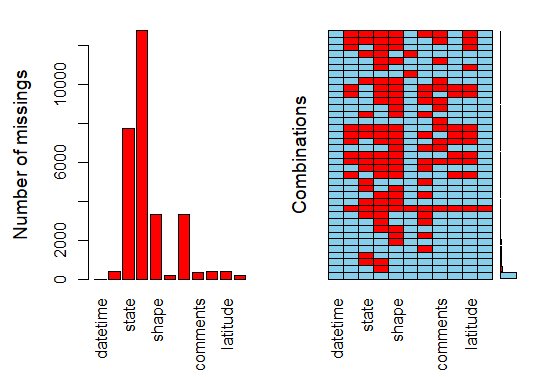 Number of missings
0
2000
6000
10000
datetime
state
shape
comments
latitude
Combinations
datetime
state
shape
comments
latitude